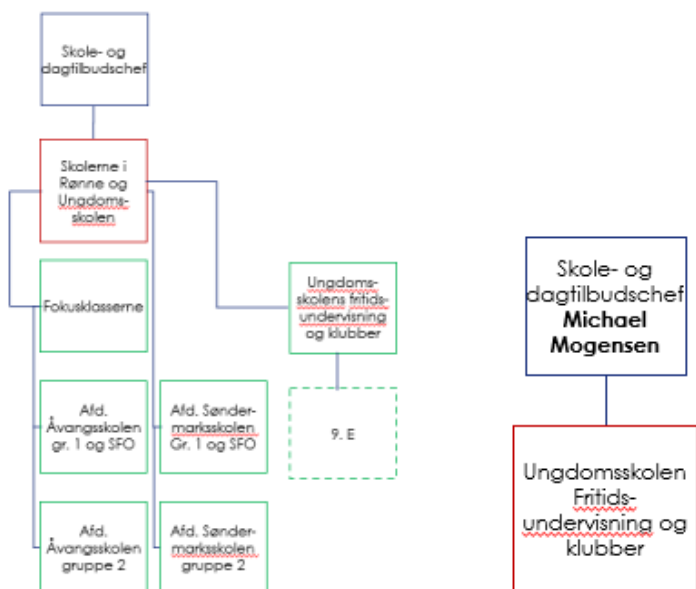 Skole- og
dagtilbudschef
Skolerne i
Rønne og
Ungdoms-
skolen
Fokusklasserne
Ungdoms-
skolens fritids-
undervisning
og klubber
Afd.
Åvangsskolen
gr. 1 og SFO
Afd. Sønder-
marksskolen
Gr. 1 og SFO
9. E
Afd.
Åvangsskolen
gruppe 2
Afd. Sønder-
marksskolen
gruppe 2
Skole- og
dagtilbudschef
Michael
Mogensen
Ungdomsskolen
Fritids-
undervisning og
klubber